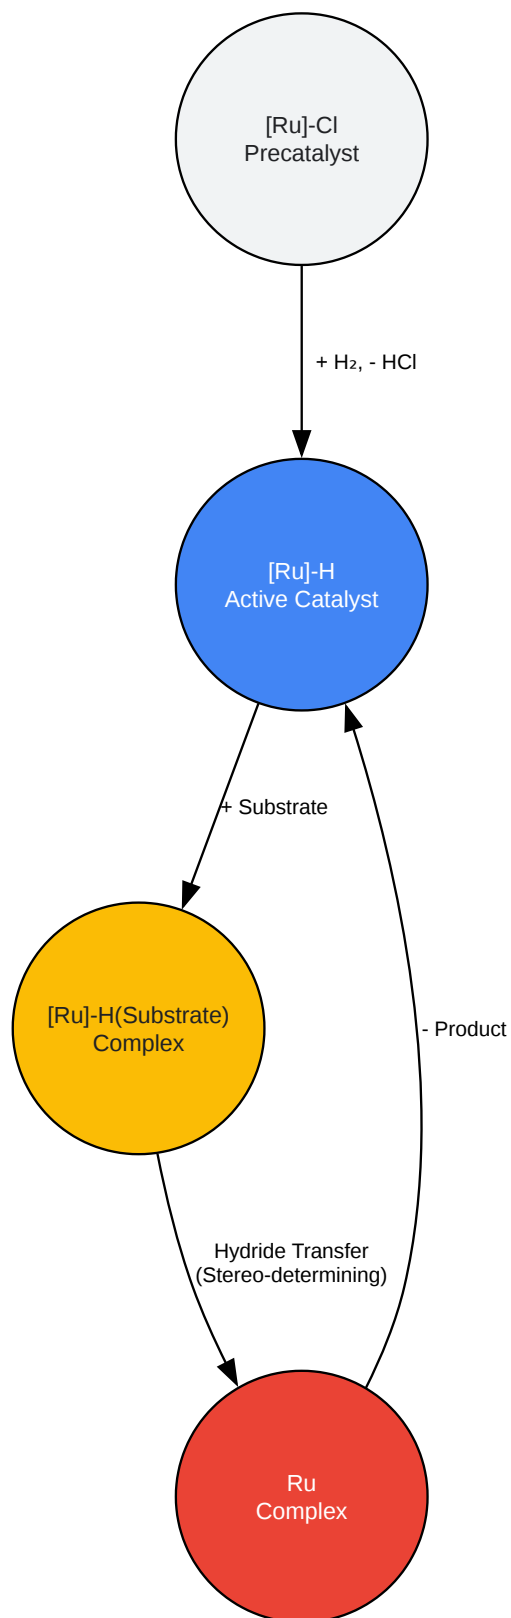 [Ru]-Cl
Precatalyst
+ H₂, - HCl
[Ru]-H
Active Catalyst
+ Substrate
[Ru]-H(Substrate)
Complex
- Product
Hydride Transfer
(Stereo-determining)
Ru
Complex